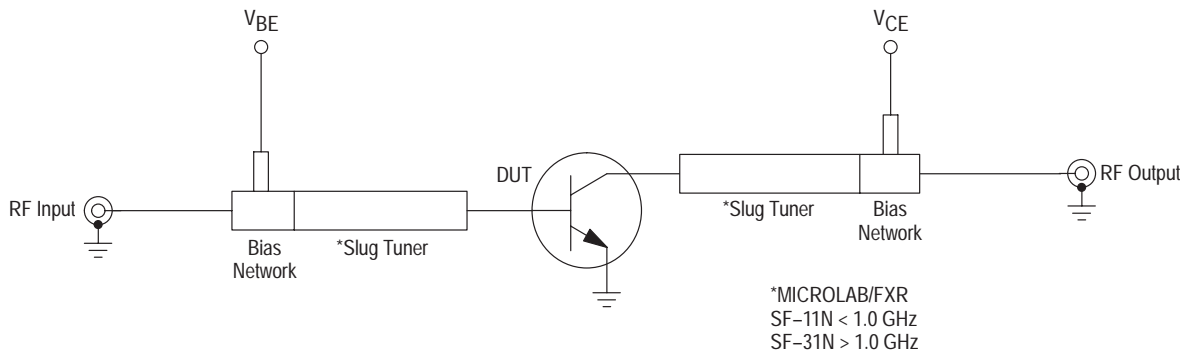 VBE
VCE
DUT
RF Input
RF Output
Bias
Network
*Slug Tuner
*Slug Tuner
Bias
Network
*MICROLAB/FXR
SF–11N < 1.0 GHz
SF–31N > 1.0 GHz